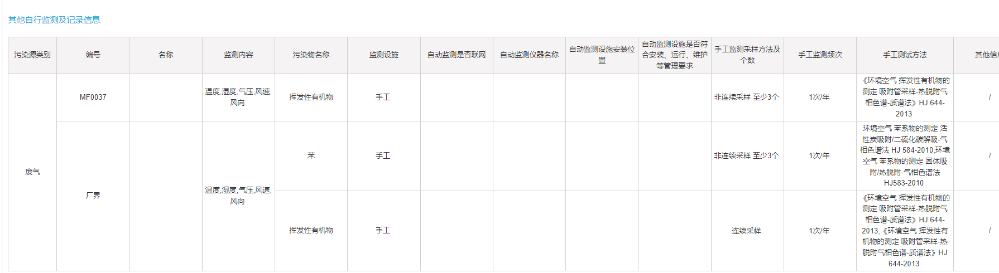 其他自行监测及记录信息
污染源类别
编号
名称
监测内容
污染物名称
监测设施
自动监测是否联网
自动监测仪器名称
自动监测设施安装位
置
自动监测设施是否符
合安装、运行、维护
等管理要求
手工监测采样方法及
个数
手工监测频次
手工测试方法
其他信息
废气
MF0037
温度,湿度,气压,风速,
风向
挥发性有机物
手工
非连续采样 至少3个
1次/年
《环境空气 挥发性有机物的
测定 吸附管采样-热脱附气
相色谱-质谱法》HJ 644-
2013
/
厂界
温度,湿度,气压,风速,
风向
苯
手工
非连续采样 至少3个
1次/年
环境空气 苯系物的测定 活
性炭吸附/二硫化碳解吸-气
相色谱法 HJ 584-2010,环境
空气 苯系物的测定 固体吸
附/热脱附-气相色谱法
HJ583-2010
/
挥发性有机物
手工
连续采样
1次/年
《环境空气 挥发性有机物的
测定 吸附管采样-热脱附气
相色谱-质谱法》HJ 644-
2013,《环境空气 挥发性有
机物的测定 吸附管采样-热
脱附气相色谱-质谱法》HJ
644-2013
/